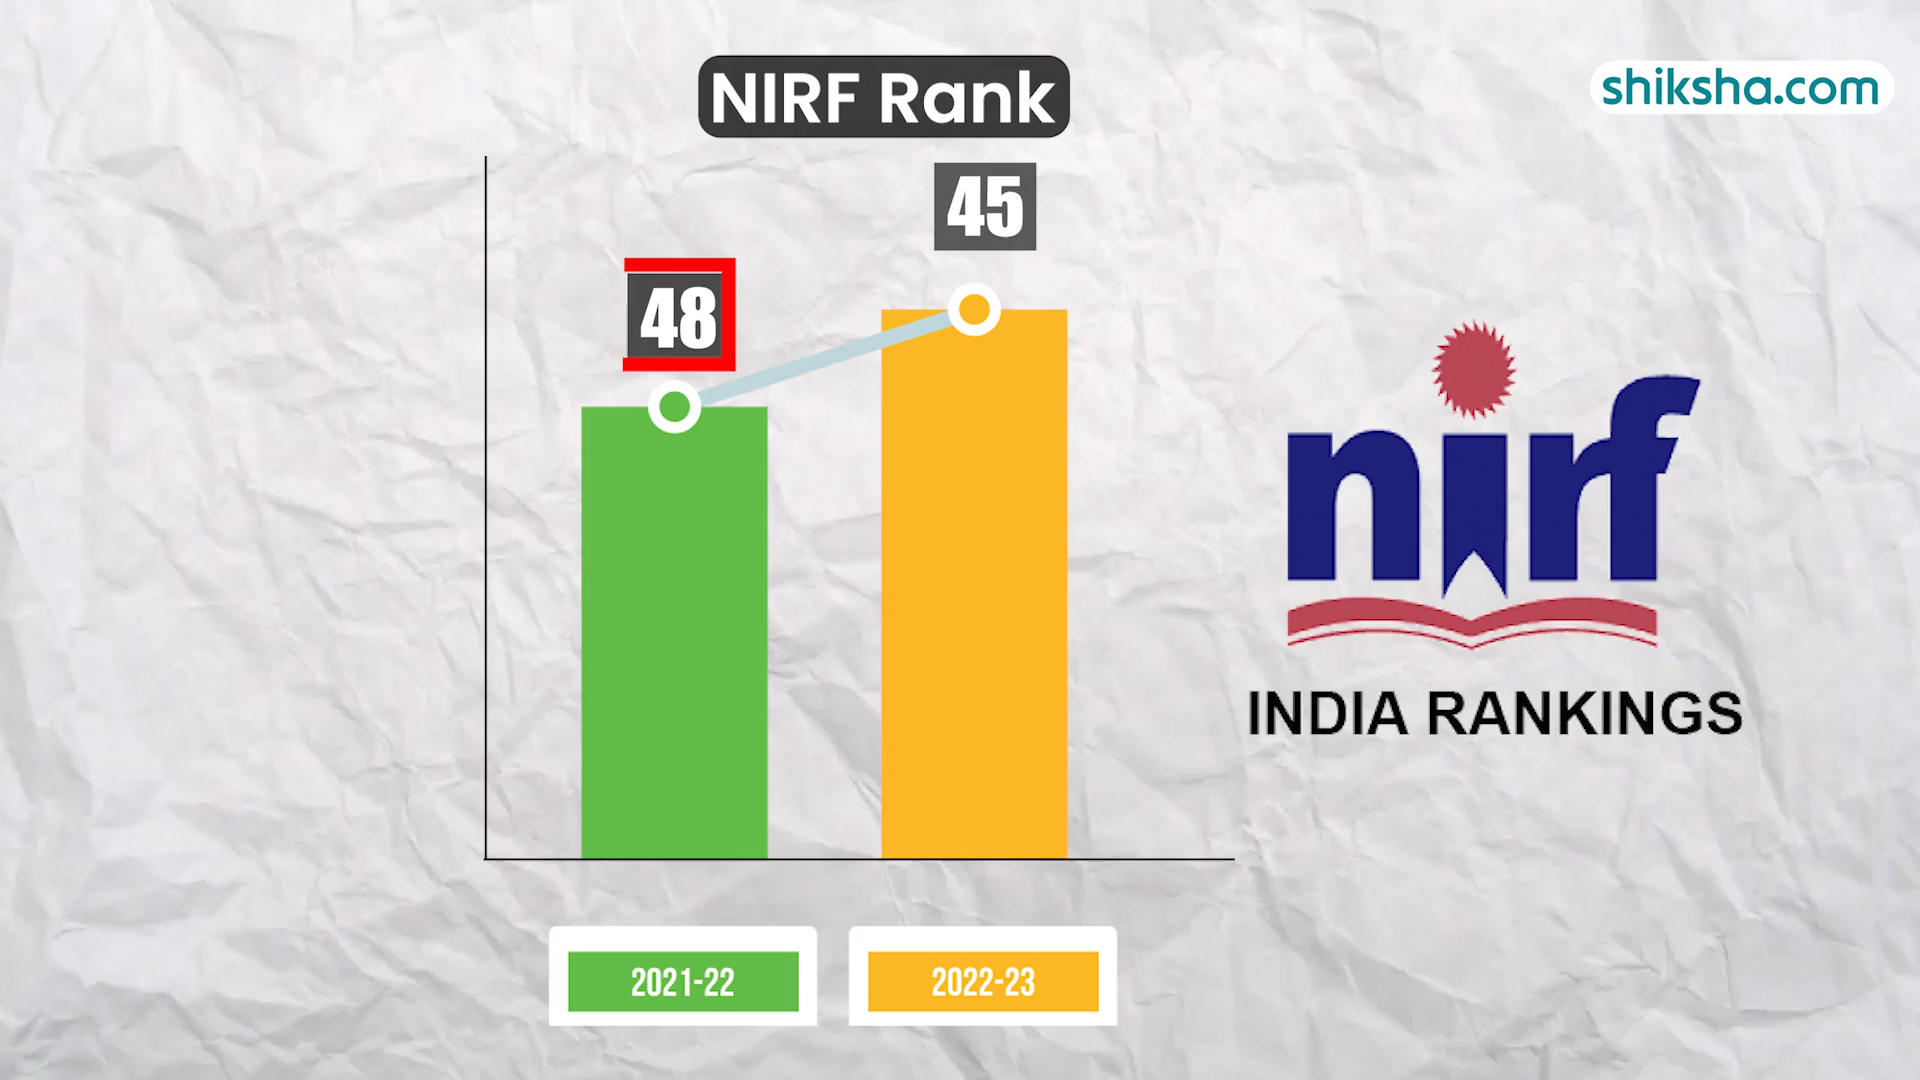 NIRF Rank
shiksha.com
45
48
nirf
INDIA RANKINGS
2021-22
2022-23